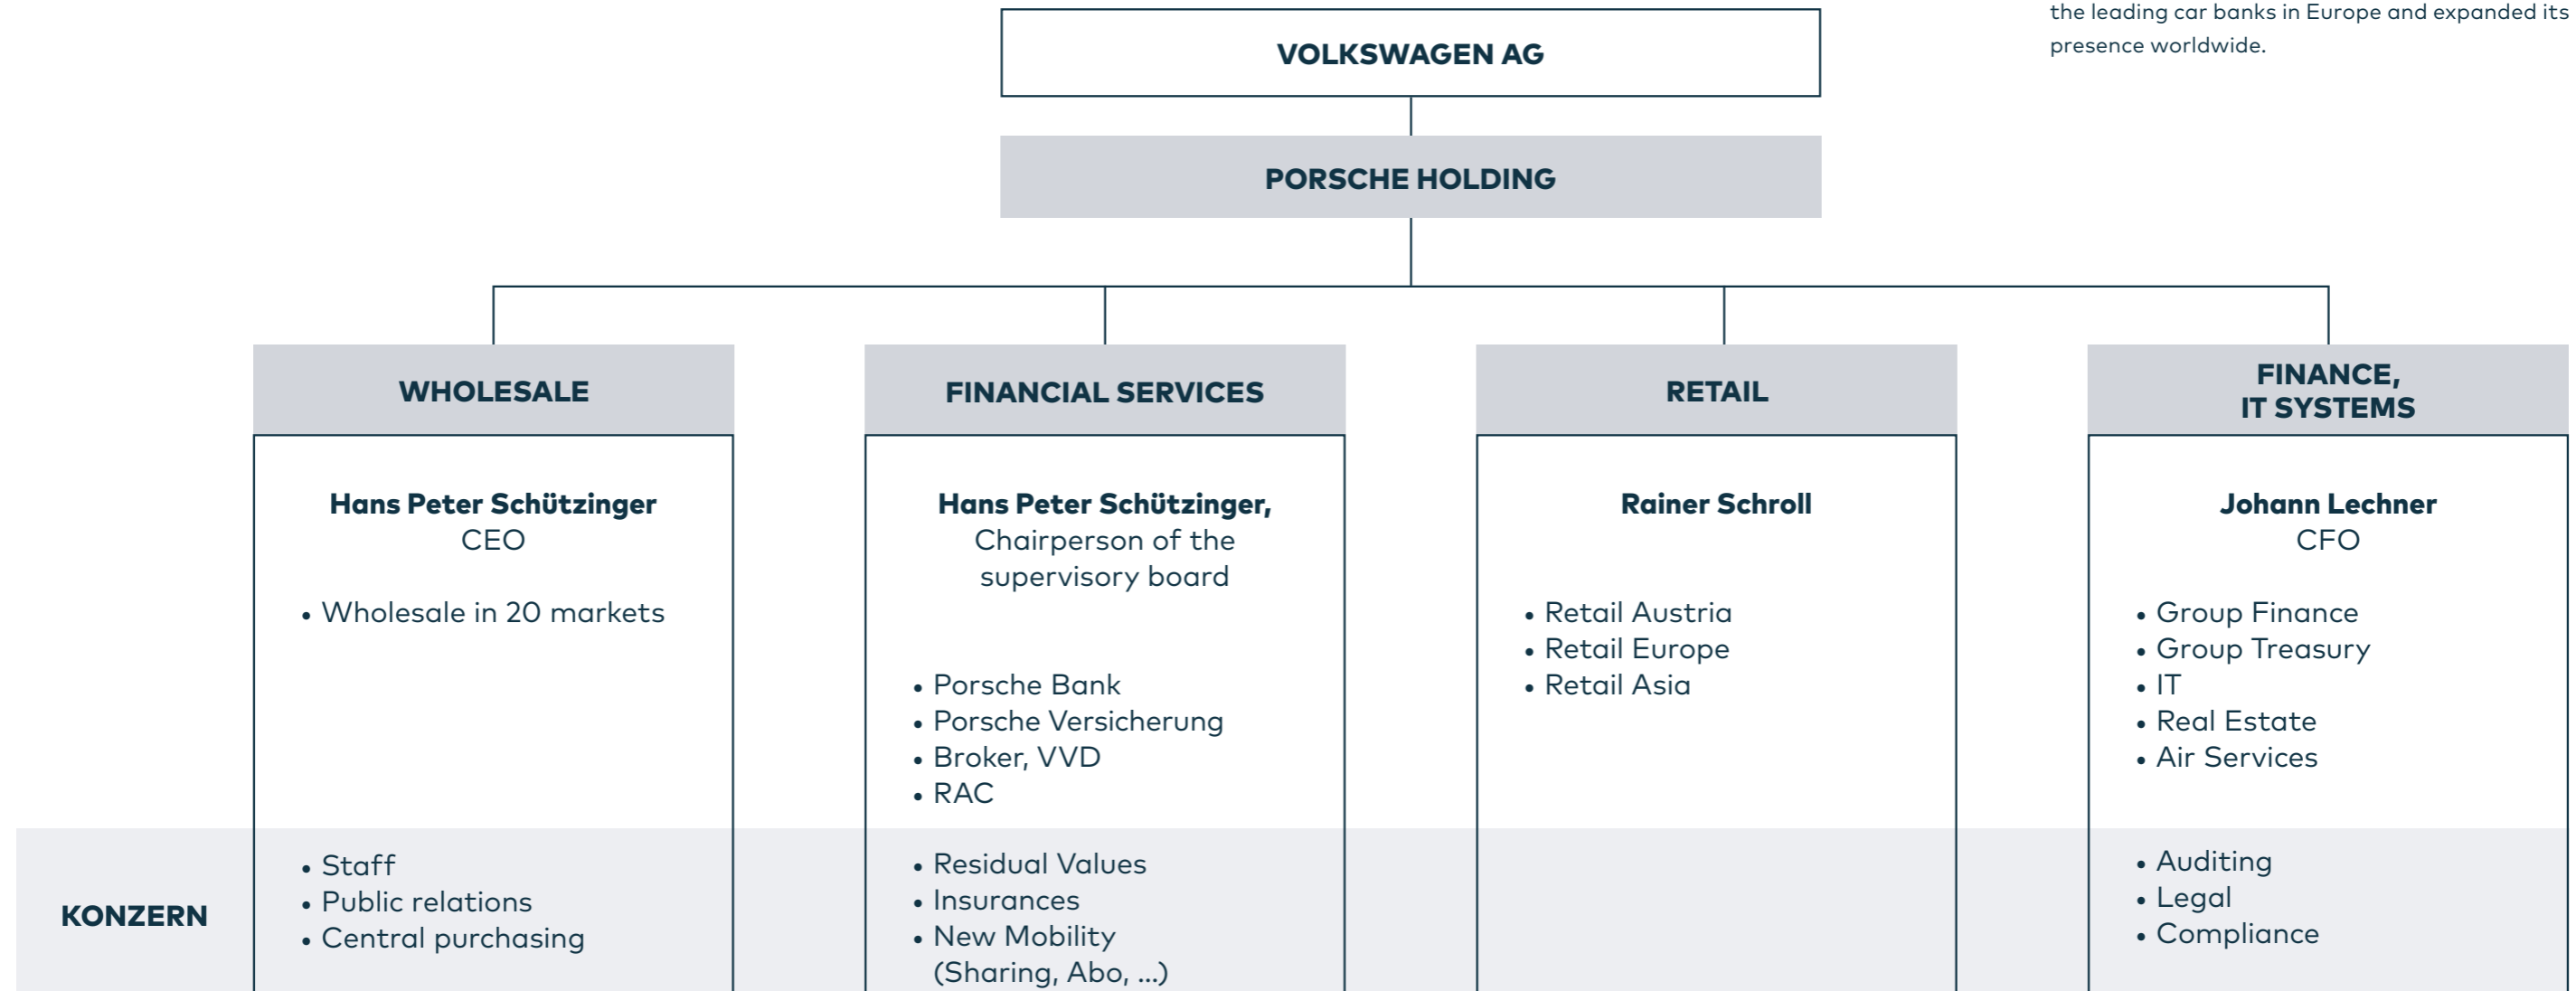 the leading car banks in Europe and expanded its
presence worldwide.
VOLKSWAGEN AG
PORSCHE HOLDING
WHOLESALE
Hans Peter Schützinger
CEO
• Wholesale in 20 markets
FINANCIAL SERVICES
Hans Peter Schützinger,
Chairperson of the
supervisory board
• Porsche Bank
• Porsche Versicherung
• Broker, VVD
• RAC
RETAIL
Rainer Schroll
• Retail Austria
• Retail Europe
• Retail Asia
FINANCE,
IT SYSTEMS
Johann Lechner
CFO
• Group Finance
• Group Treasury
• IT
• Real Estate
• Air Services
KONZERN
• Staff
• Public relations
• Central purchasing
• Residual Values
• Insurances
• New Mobility
(Sharing, Abo, ...)
• Auditing
• Legal
• Compliance